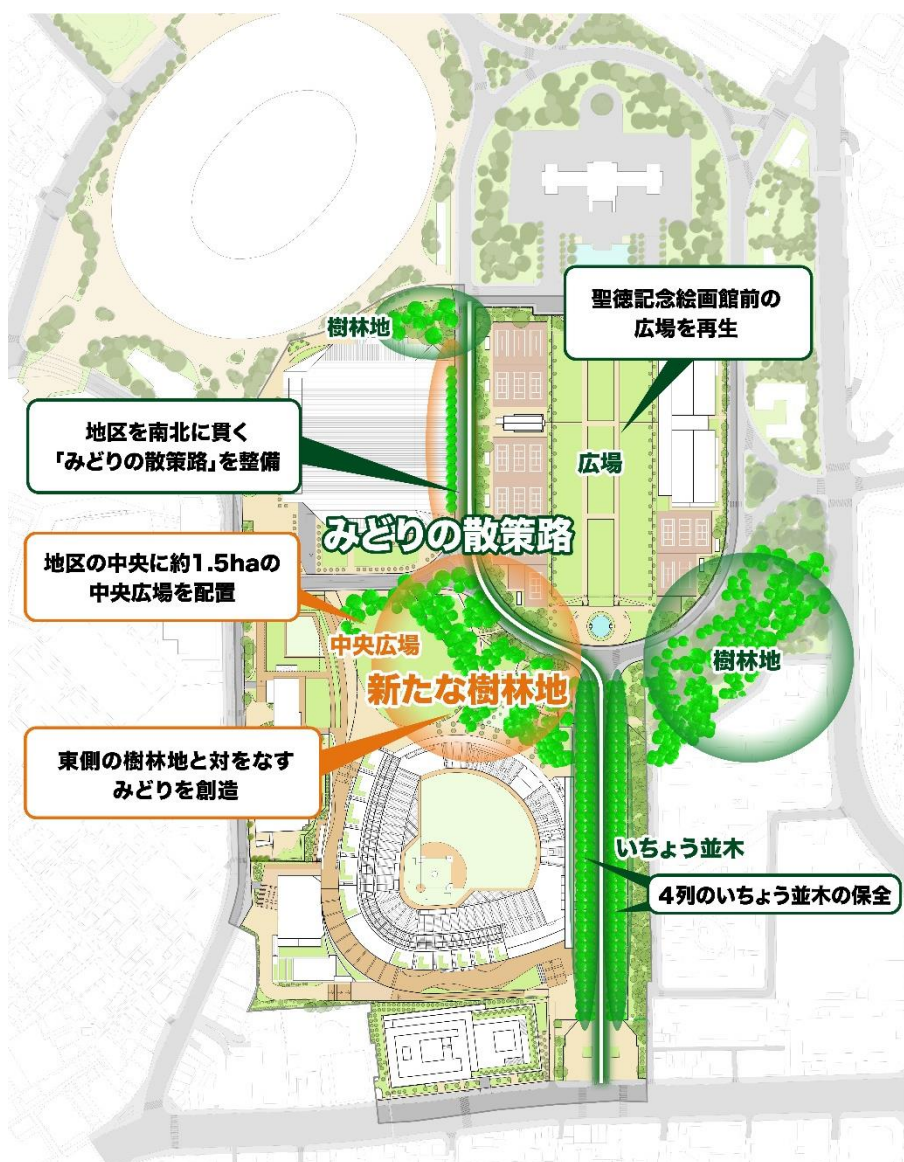 聖徳記念絵画館前の
広場を再生
樹林地
地区を南北に貫く
「みどりの散策路」を整備
広場
みどりの散策路
地区の中央に約1.5haの
中央広場を配置
中央広場
新たな樹林地
樹林地
東側の樹林地と対をなす
みどりを創造
いちょう並木
4列のいちょう並木の保全